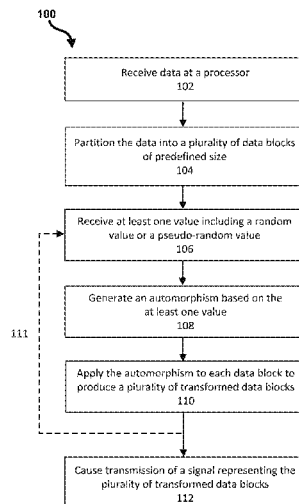 100
Receive data at a processor
102
Partition the data into a plurality of data blocks
of predefined size
104
Receive at least one value including a random
value or a pseudo-random value
106
111
Generate an automorphism based on the
at least one value
108
Apply the automorphism to each data block to
produce a plurality of transformed data blocks
110
Cause transmission of a signal representing the
plurality of transformed data blocks
112